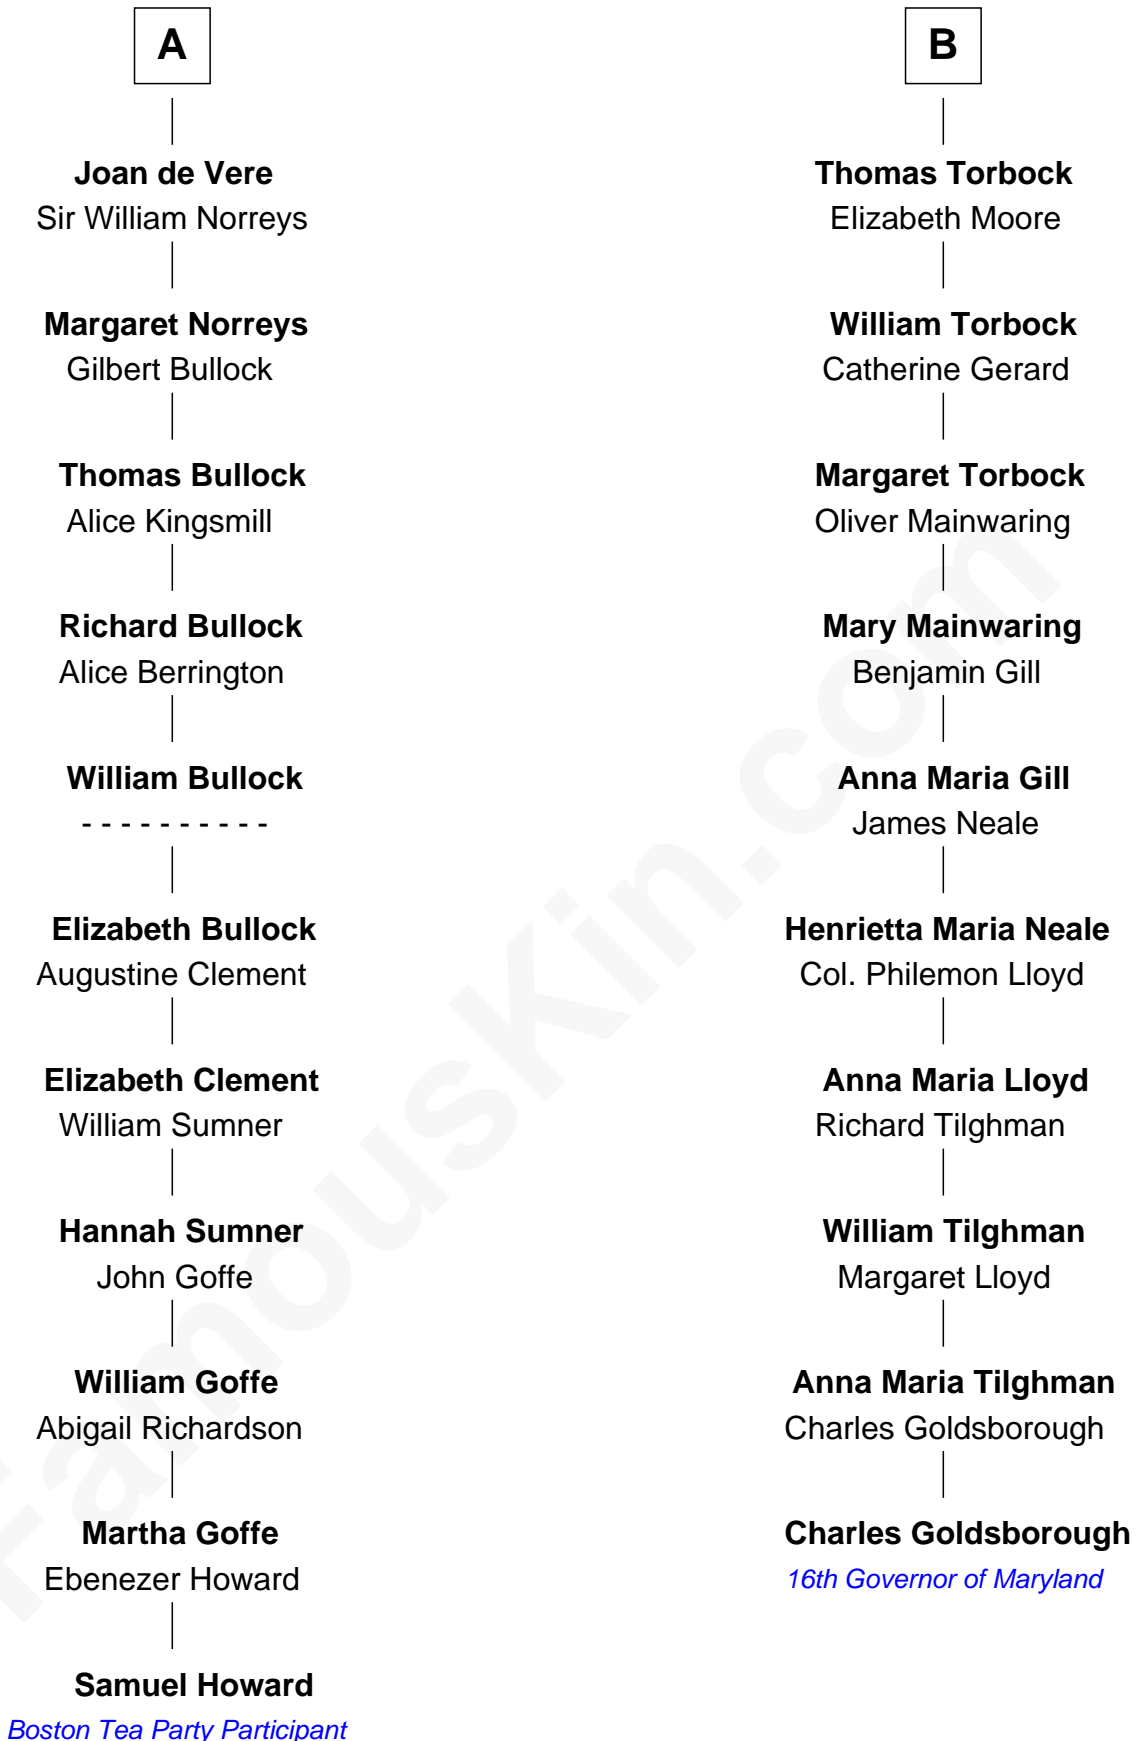 A
Joan de Vere
Sir William Norreys
Margaret Norreys
Gilbert Bullock
Thomas Bullock
Alice Kingsmill
Richard Bullock
Alice Berrington
William Bullock
- - - - - - - - - -
Elizabeth Bullock
Augustine Clement
Elizabeth Clement
William Sumner
Hannah Sumner
John Goffe
William Goffe
Abigail Richardson
Martha Goffe
Ebenezer Howard
Samuel Howard
Boston Tea Party Participant
B
Thomas Torbock
Elizabeth Moore
William Torbock
Catherine Gerard
Margaret Torbock
Oliver Mainwaring
Mary Mainwaring
Benjamin Gill
Anna Maria Gill
James Neale
Henrietta Maria Neale
Col. Philemon Lloyd
Anna Maria Lloyd
Richard Tilghman
William Tilghman
Margaret Lloyd
Anna Maria Tilghman
Charles Goldsborough
Charles Goldsborough
16th Governor of Maryland
FamousKin.com